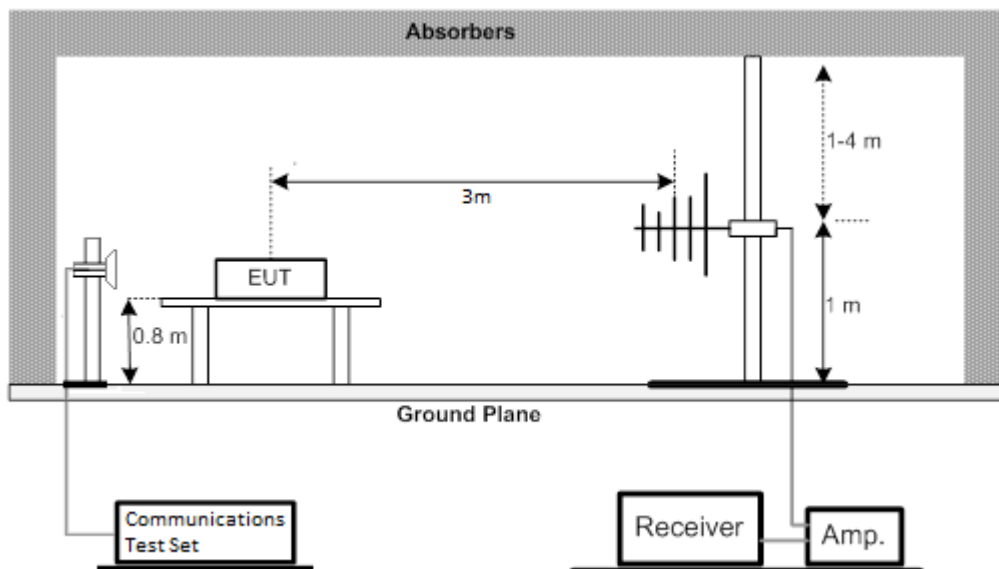 Absorbers
1-4 m
3m
EUT
0.8 m
1 m
Ground Plane
Communications
Test Set
Receiver
Amp.